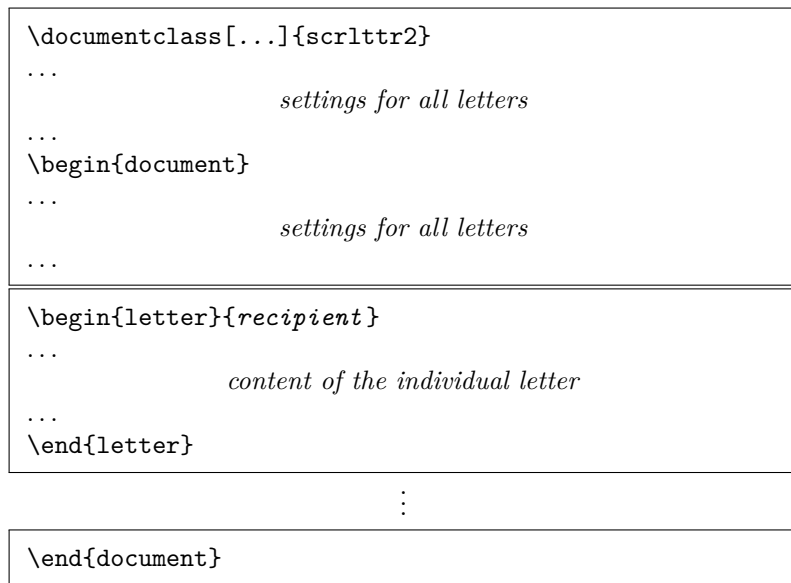 \documentclass[...]{scrlttr2}
...
settings for all letters
...
\begin{document}
...
settings for all letters
...
\begin{letter}{recipient}
...
content of the individual letter
...
\end{letter}
⋮
\end{document}